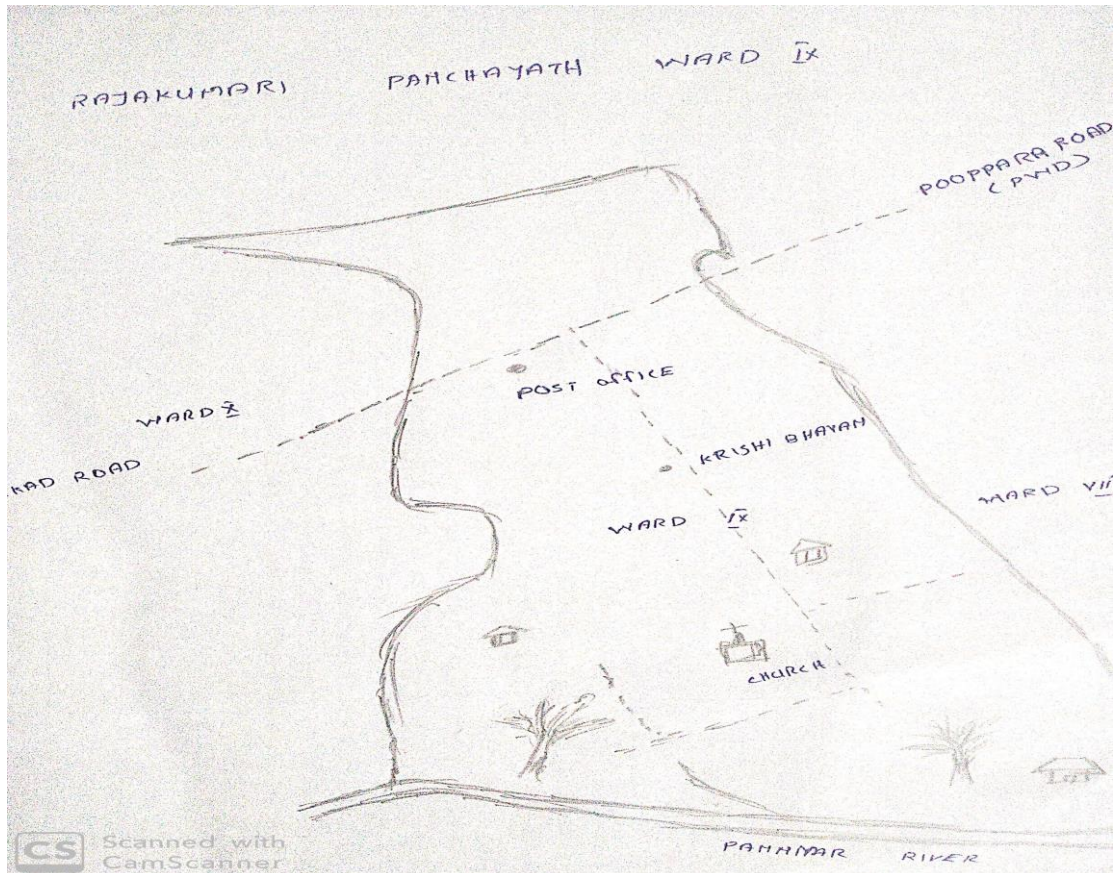 RAJAKUMARI PANCHAYATH WARD IX
POOPPARA ROAD
(PWD)
POST OFFICE
WARD X
KRISHI BHAVAN
KAD ROAD
WARD VII
WARD IX
CHURCH
PANNIYAR RIVER
CS Scanned with
CamScanner